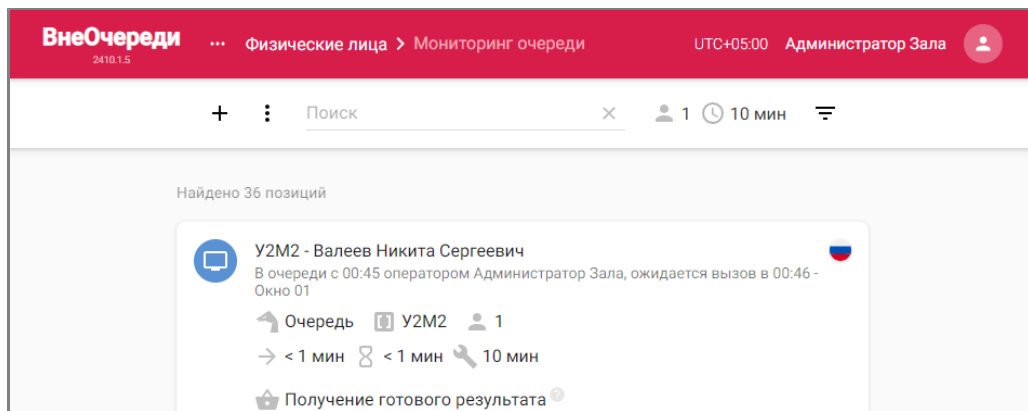 ВнеОчереди ... Физические лица > Мониторинг очереди UTC+05:00 Администратор Зала
2410.1.5
+ Поиск × 1 10 мин
Найдено 36 позиций
У2М2 - Валеев Никита Сергеевич
В очереди с 00:45 оператором Администратор Зала, ожидается вызов в 00:46 -
Окно 01
Очередь У2М2 1
< 1 мин < 1 мин 10 мин
Получение готового результата ?